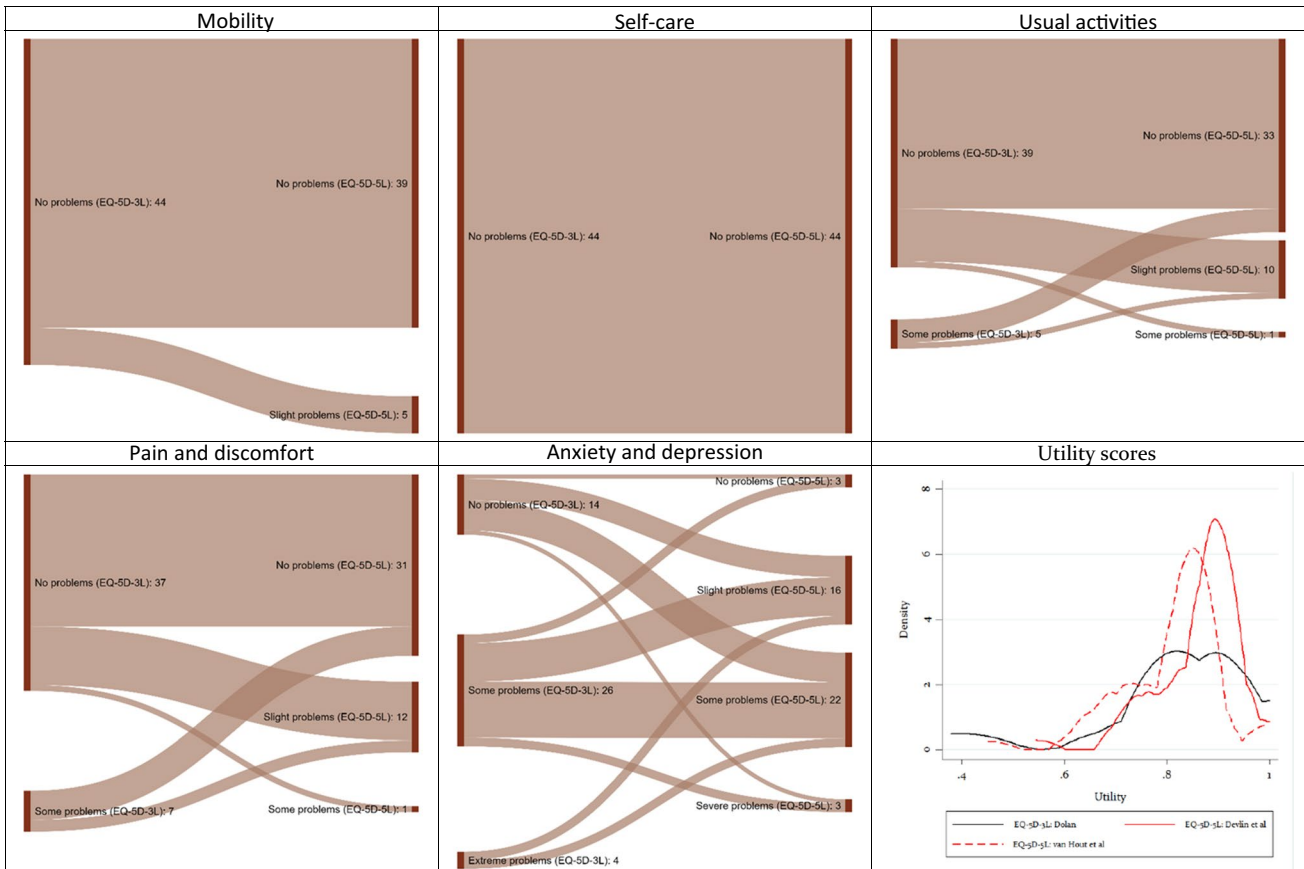 Mobility
No problems (EQ-5D-3L): 44
No problems (EQ-5D-5L): 39
Slight problems (EQ-5D-5L): 5
Self-care
No problems (EQ-5D-3L): 44
No problems (EQ-5D-5L): 44
Usual activities
No problems (EQ-5D-3L): 39
No problems (EQ-5D-5L): 33
Slight problems (EQ-5D-5L): 10
Some problems (EQ-5D-3L): 5
Some problems (EQ-5D-5L): 1
Pain and discomfort
No problems (EQ-5D-3L): 37
No problems (EQ-5D-5L): 31
Slight problems (EQ-5D-5L): 12
Some problems (EQ-5D-3L): 7
Some problems (EQ-5D-5L): 1
Anxiety and depression
No problems (EQ-5D-5L): 3
No problems (EQ-5D-3L): 14
Slight problems (EQ-5D-5L): 16
Some problems (EQ-5D-3L): 26
Some problems (EQ-5D-5L): 22
Severe problems (EQ-5D-5L): 3
Extreme problems (EQ-5D-3L): 4
Utility scores
8
6
4
2
0
Density
.4
.6
.8
1
Utility
EQ-5D-3L: Dolan
EQ-5D-5L: Devlin et al
EQ-5D-5L: van Hout et al